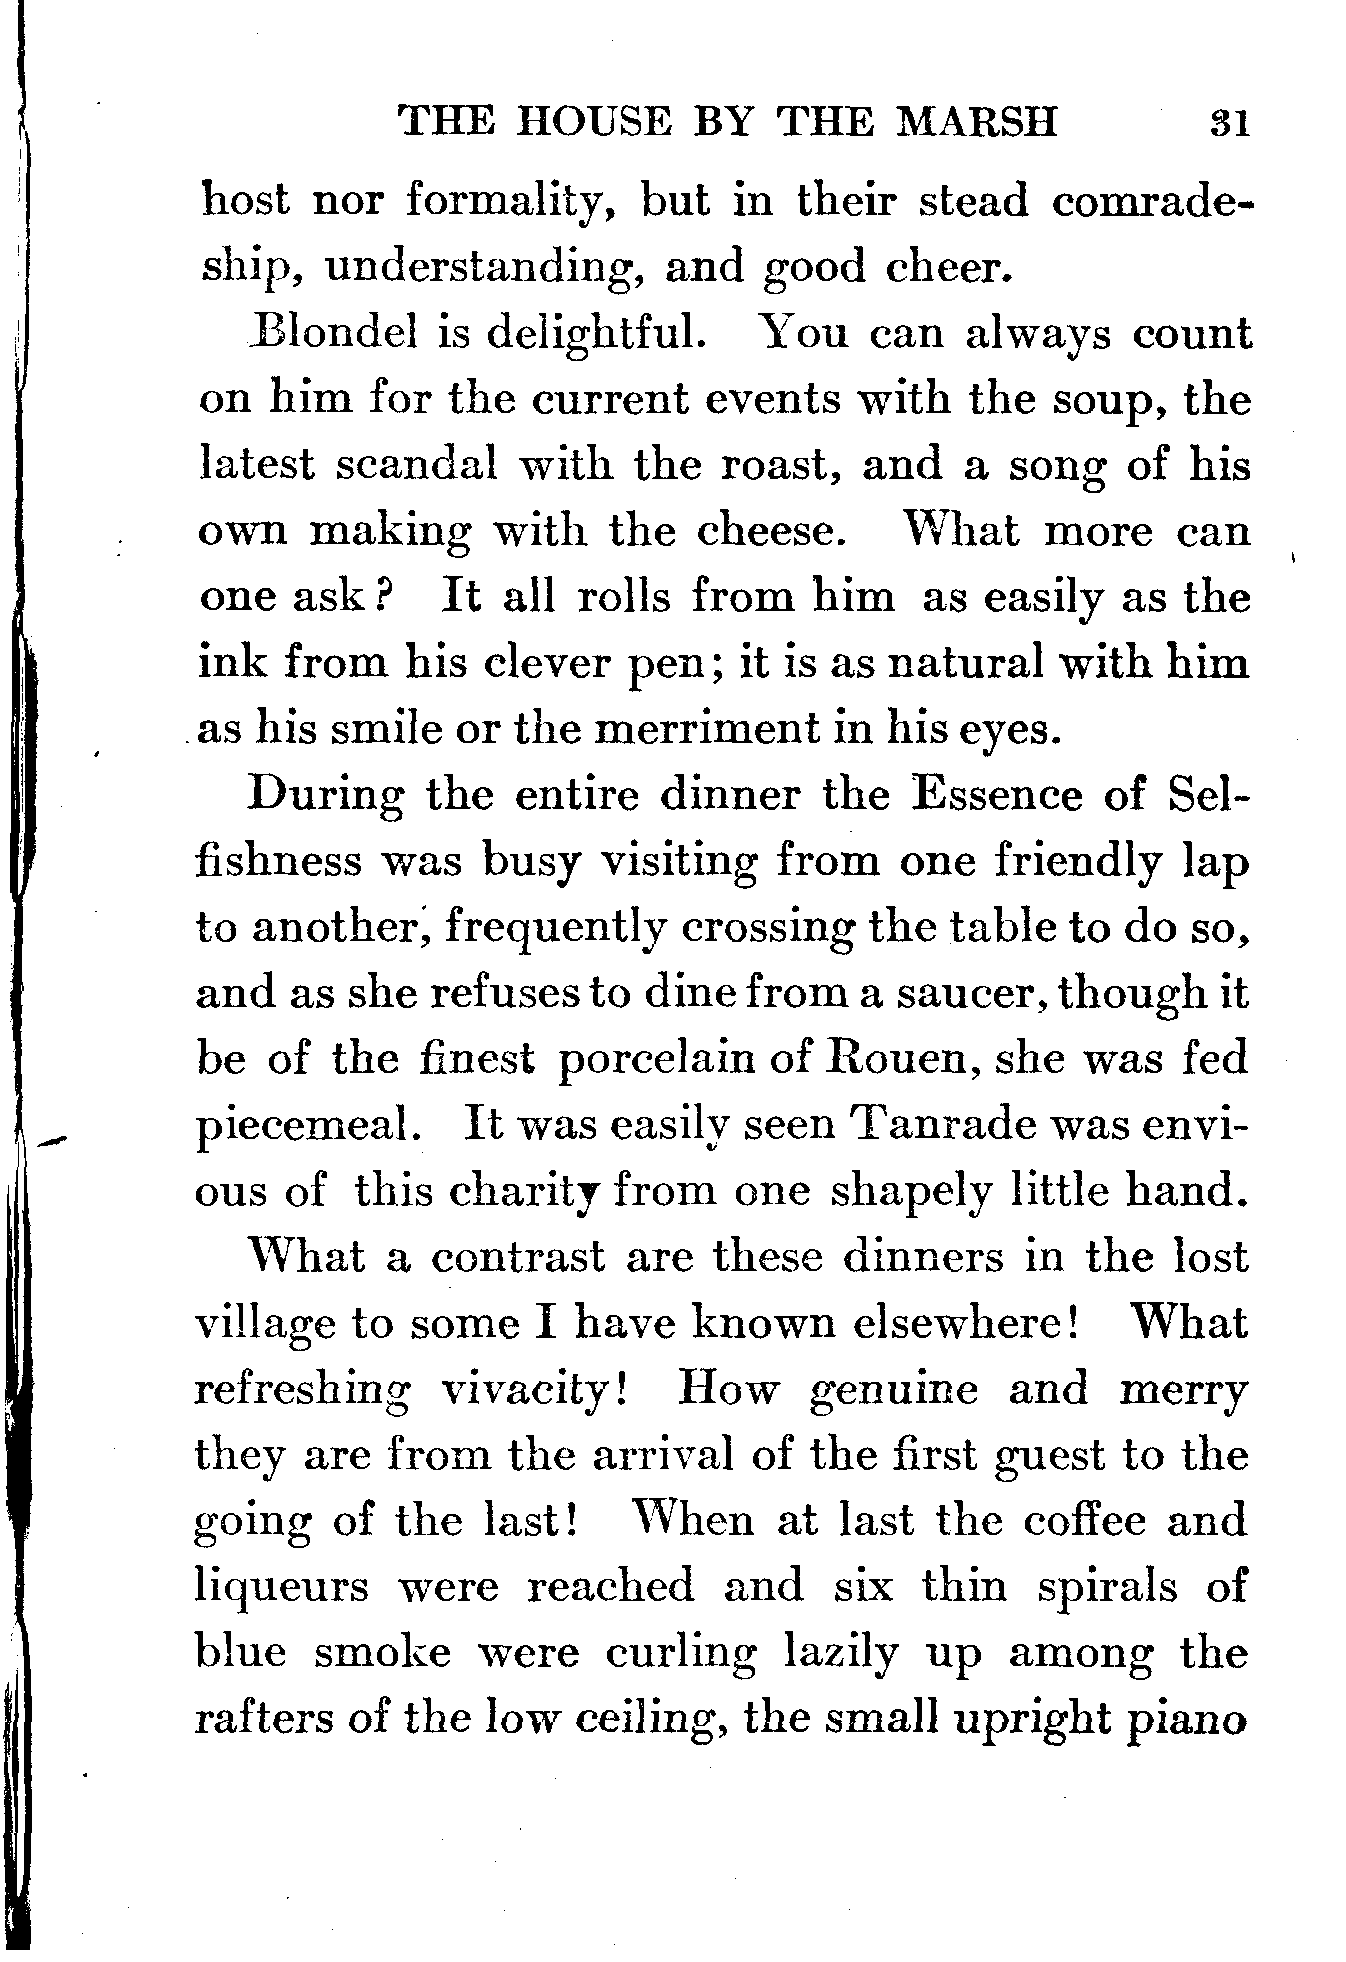 THE HOUSE BY THE MARSH 31
host nor formality, but in their stead comrade-
ship, understanding, and good cheer.
Blondel is delightful. You can always count
on him for the current events with the soup, the
latest scandal with the roast, and a song of his
own making with the cheese. What more can
one ask? It all rolls from him as easily as the
ink from his clever pen; it is as natural with him
as his smile or the merriment in his eyes.
During the entire dinner the Essence of Sel-
fishness was busy visiting from one friendly lap
to another, frequently crossing the table to do so,
and as she refuses to dine from a saucer, though it
be of the finest porcelain of Rouen, she was fed
piecemeal. It was easily seen Tanrade was envi-
ous of this charity from one shapely little hand.
What a contrast are these dinners in the lost
village to some I have known elsewhere! What
refreshing vivacity! How genuine and merry
they are from the arrival of the first guest to the
going of the last! When at last the coffee and
liqueurs were reached and six thin spirals of
blue smoke were curling lazily up among the
rafters of the low ceiling, the small upright piano